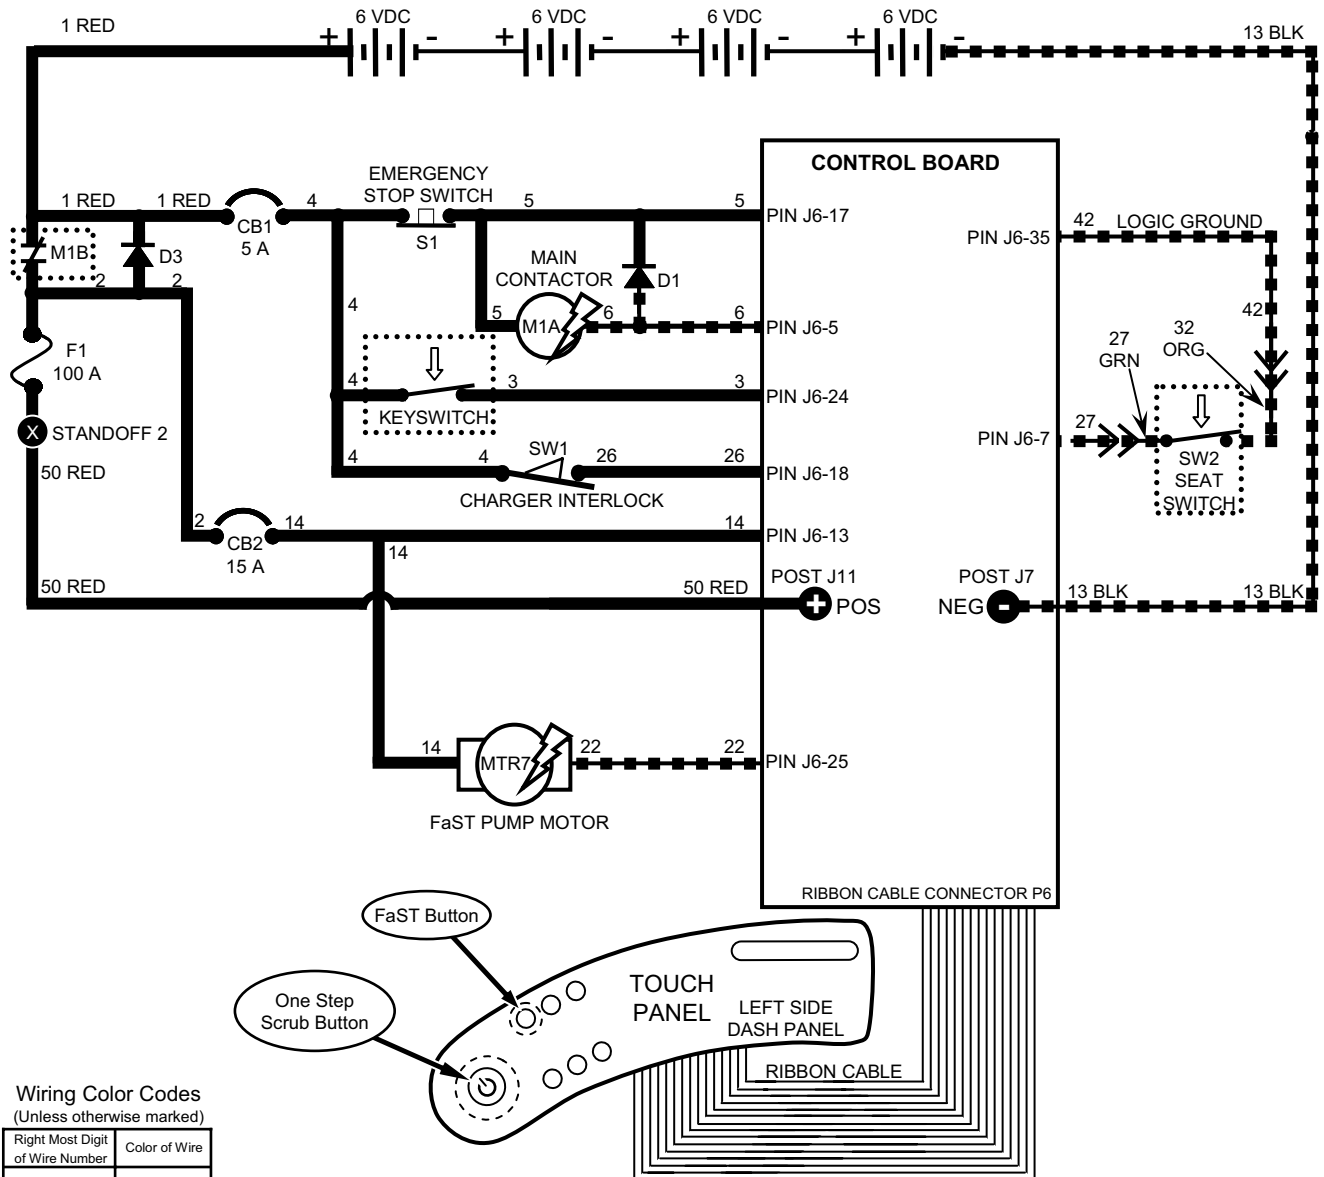 1 RED
6 VDC
6 VDC
6 VDC
6 VDC
13 BLK
+ - + - + - + -
CONTROL BOARD
EMERGENCY
STOP SWITCH
1 RED
1 RED
4
5
5
PIN J6-17
S1
CB1
5 A
42
LOGIC GROUND
PIN J6-35
M1B
D3
2
2
MAIN
CONTACTOR
D1
4
5
M1A
6
6
PIN J6-5
42
32
ORG
27
GRN
F1
100 A
4
3
3
PIN J6-24
KEYSWITCH
X
STANDOFF 2
27
PIN J6-7
SW2
SEAT
SWITCH
50 RED
4
4
SW1
26
26
PIN J6-18
CHARGER INTERLOCK
2
14
14
PIN J6-13
CB2
15 A
14
50 RED
50 RED
POST J11
+ POS
POST J7
NEG -
13 BLK
13 BLK
14
MTR7
22
22
PIN J6-25
FaST PUMP MOTOR
RIBBON CABLE CONNECTOR P6
FaST Button
One Step
Scrub Button
TOUCH
PANEL
LEFT SIDE
DASH PANEL
RIBBON CABLE
Wiring Color Codes
(Unless otherwise marked)
Right Most Digit
of Wire Number
Color of Wire